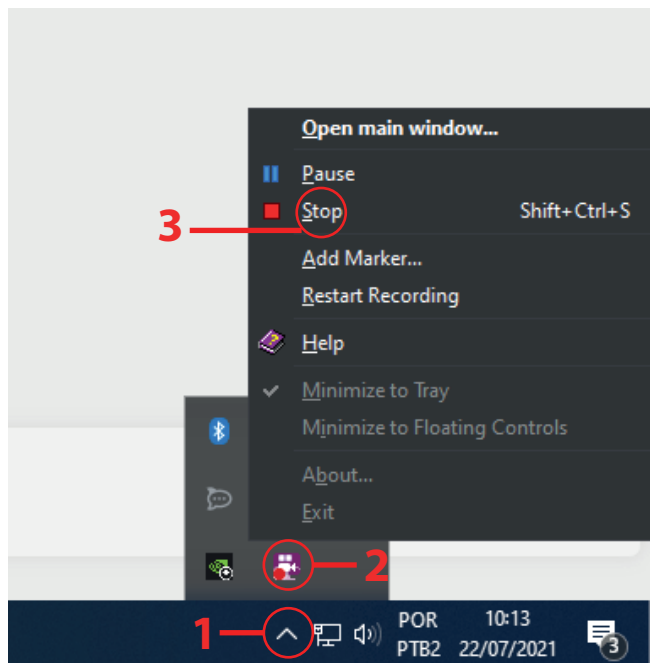 Open main window...
Pause
Stop Shift+Ctrl+S
3
Add Marker...
Restart Recording
Help
Minimize to Tray
Minimize to Floating Controls
About...
Exit
2
1
POR 10:13
PTB2 22/07/2021
3